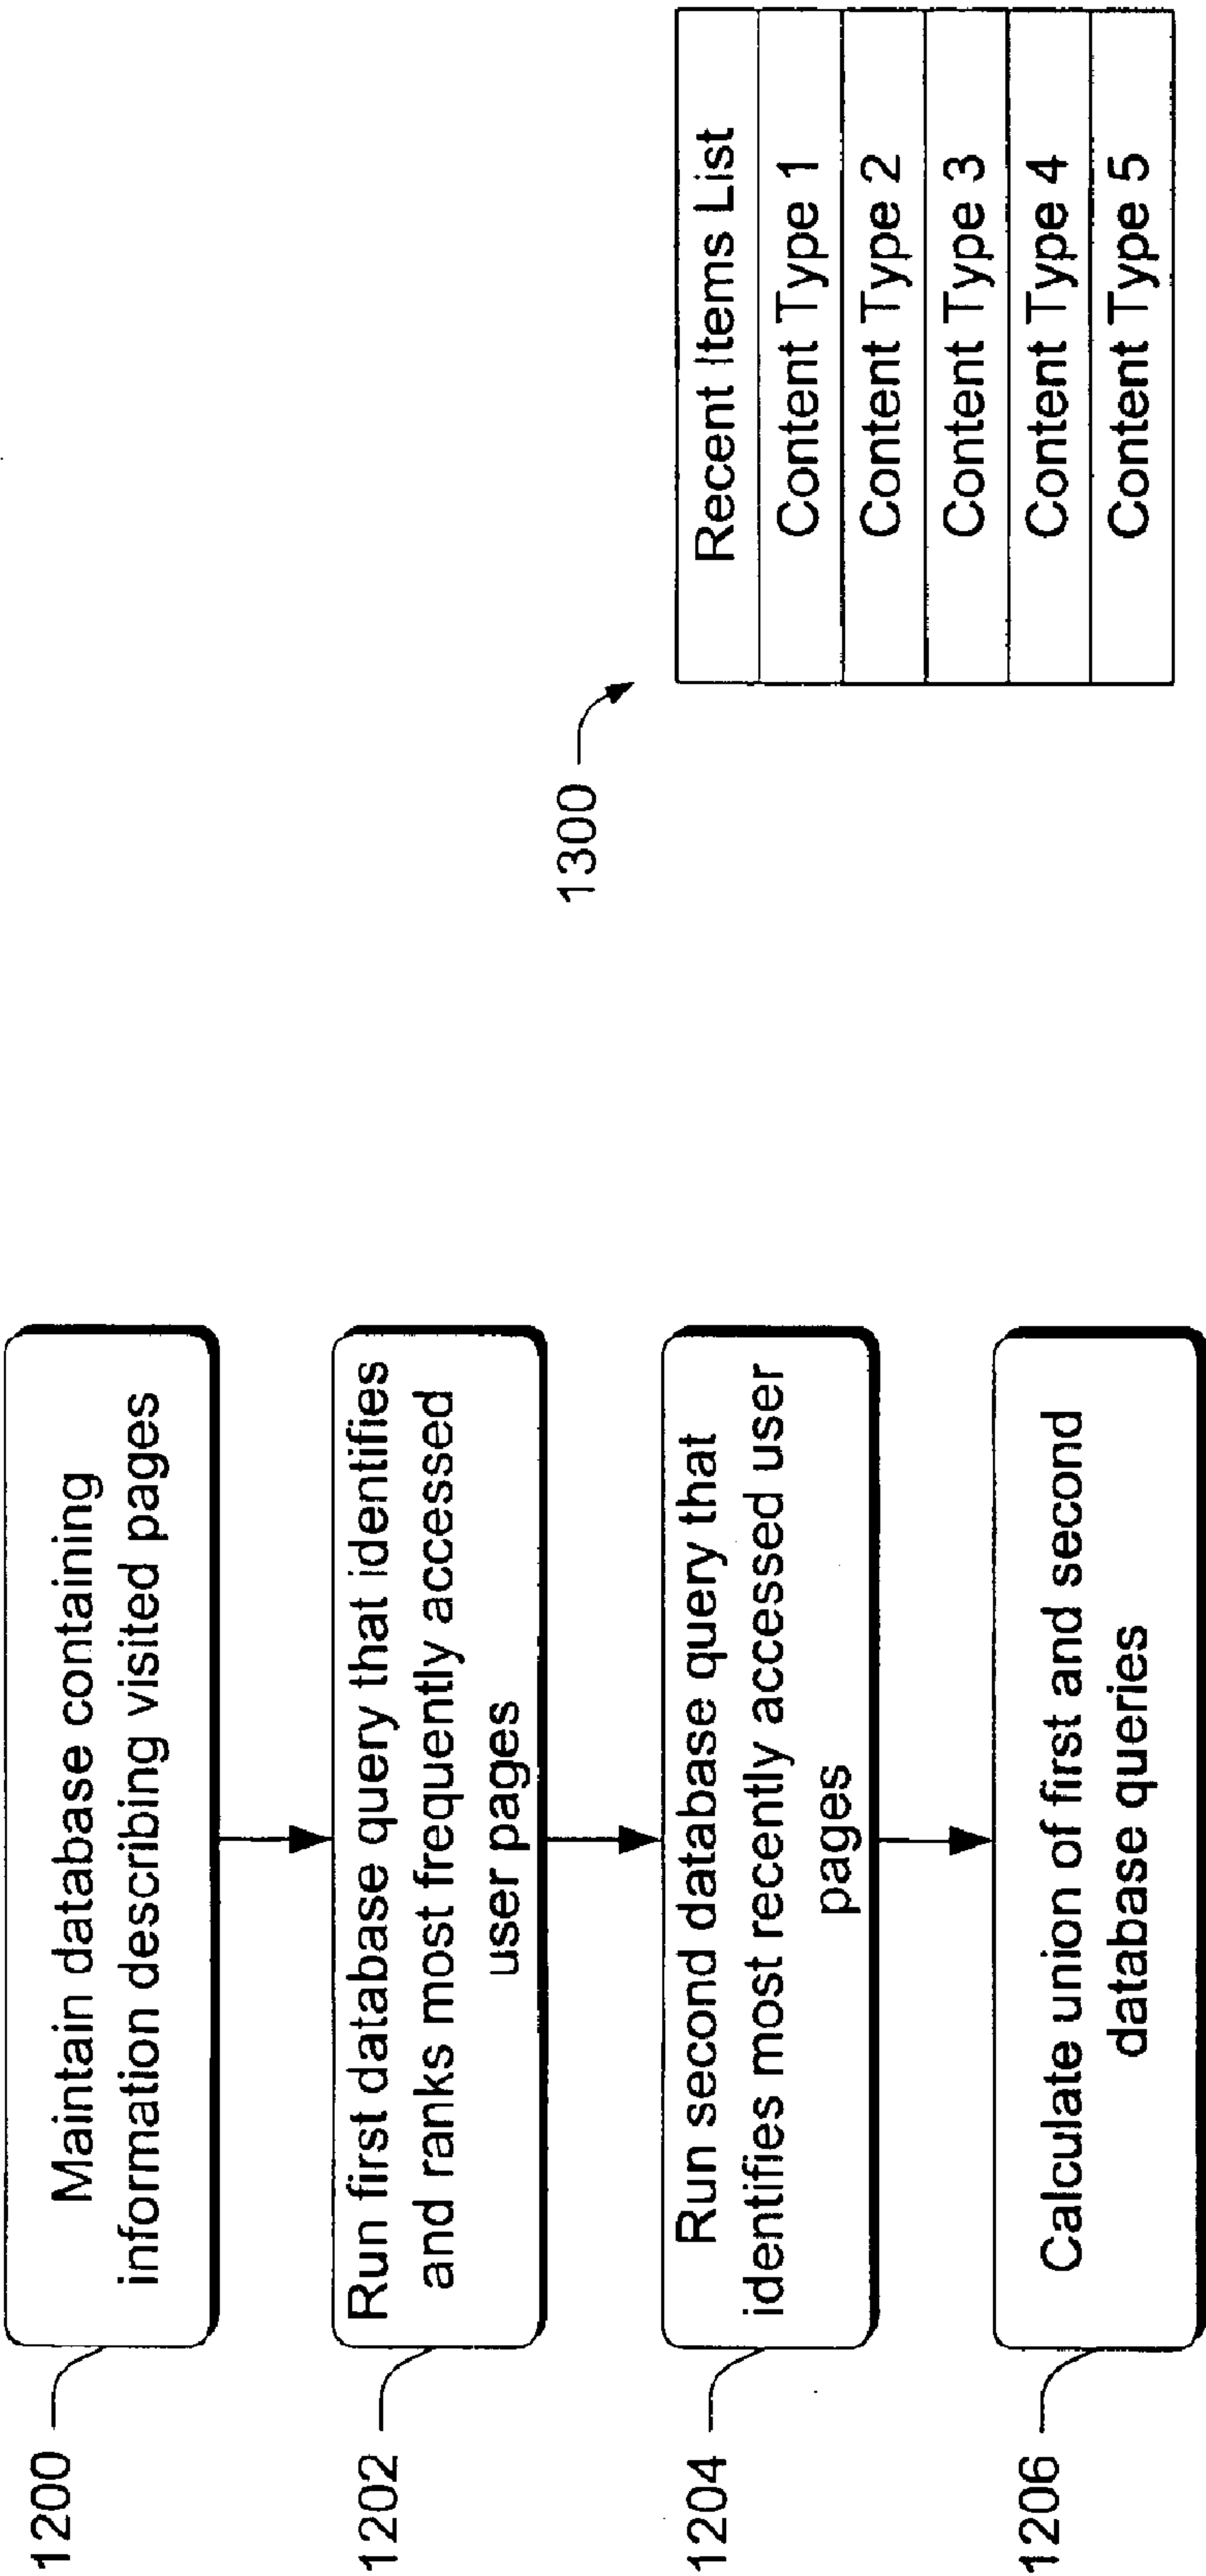 1200
Maintain database containing
information describing visited pages
1202
Run first database query that identifies
and ranks most frequently accessed
user pages
1204
Run second database query that
identifies most recently accessed user
pages
1206
Calculate union of first and second
database queries
1300
Recent Items List
Content Type 1
Content Type 2
Content Type 3
Content Type 4
Content Type 5